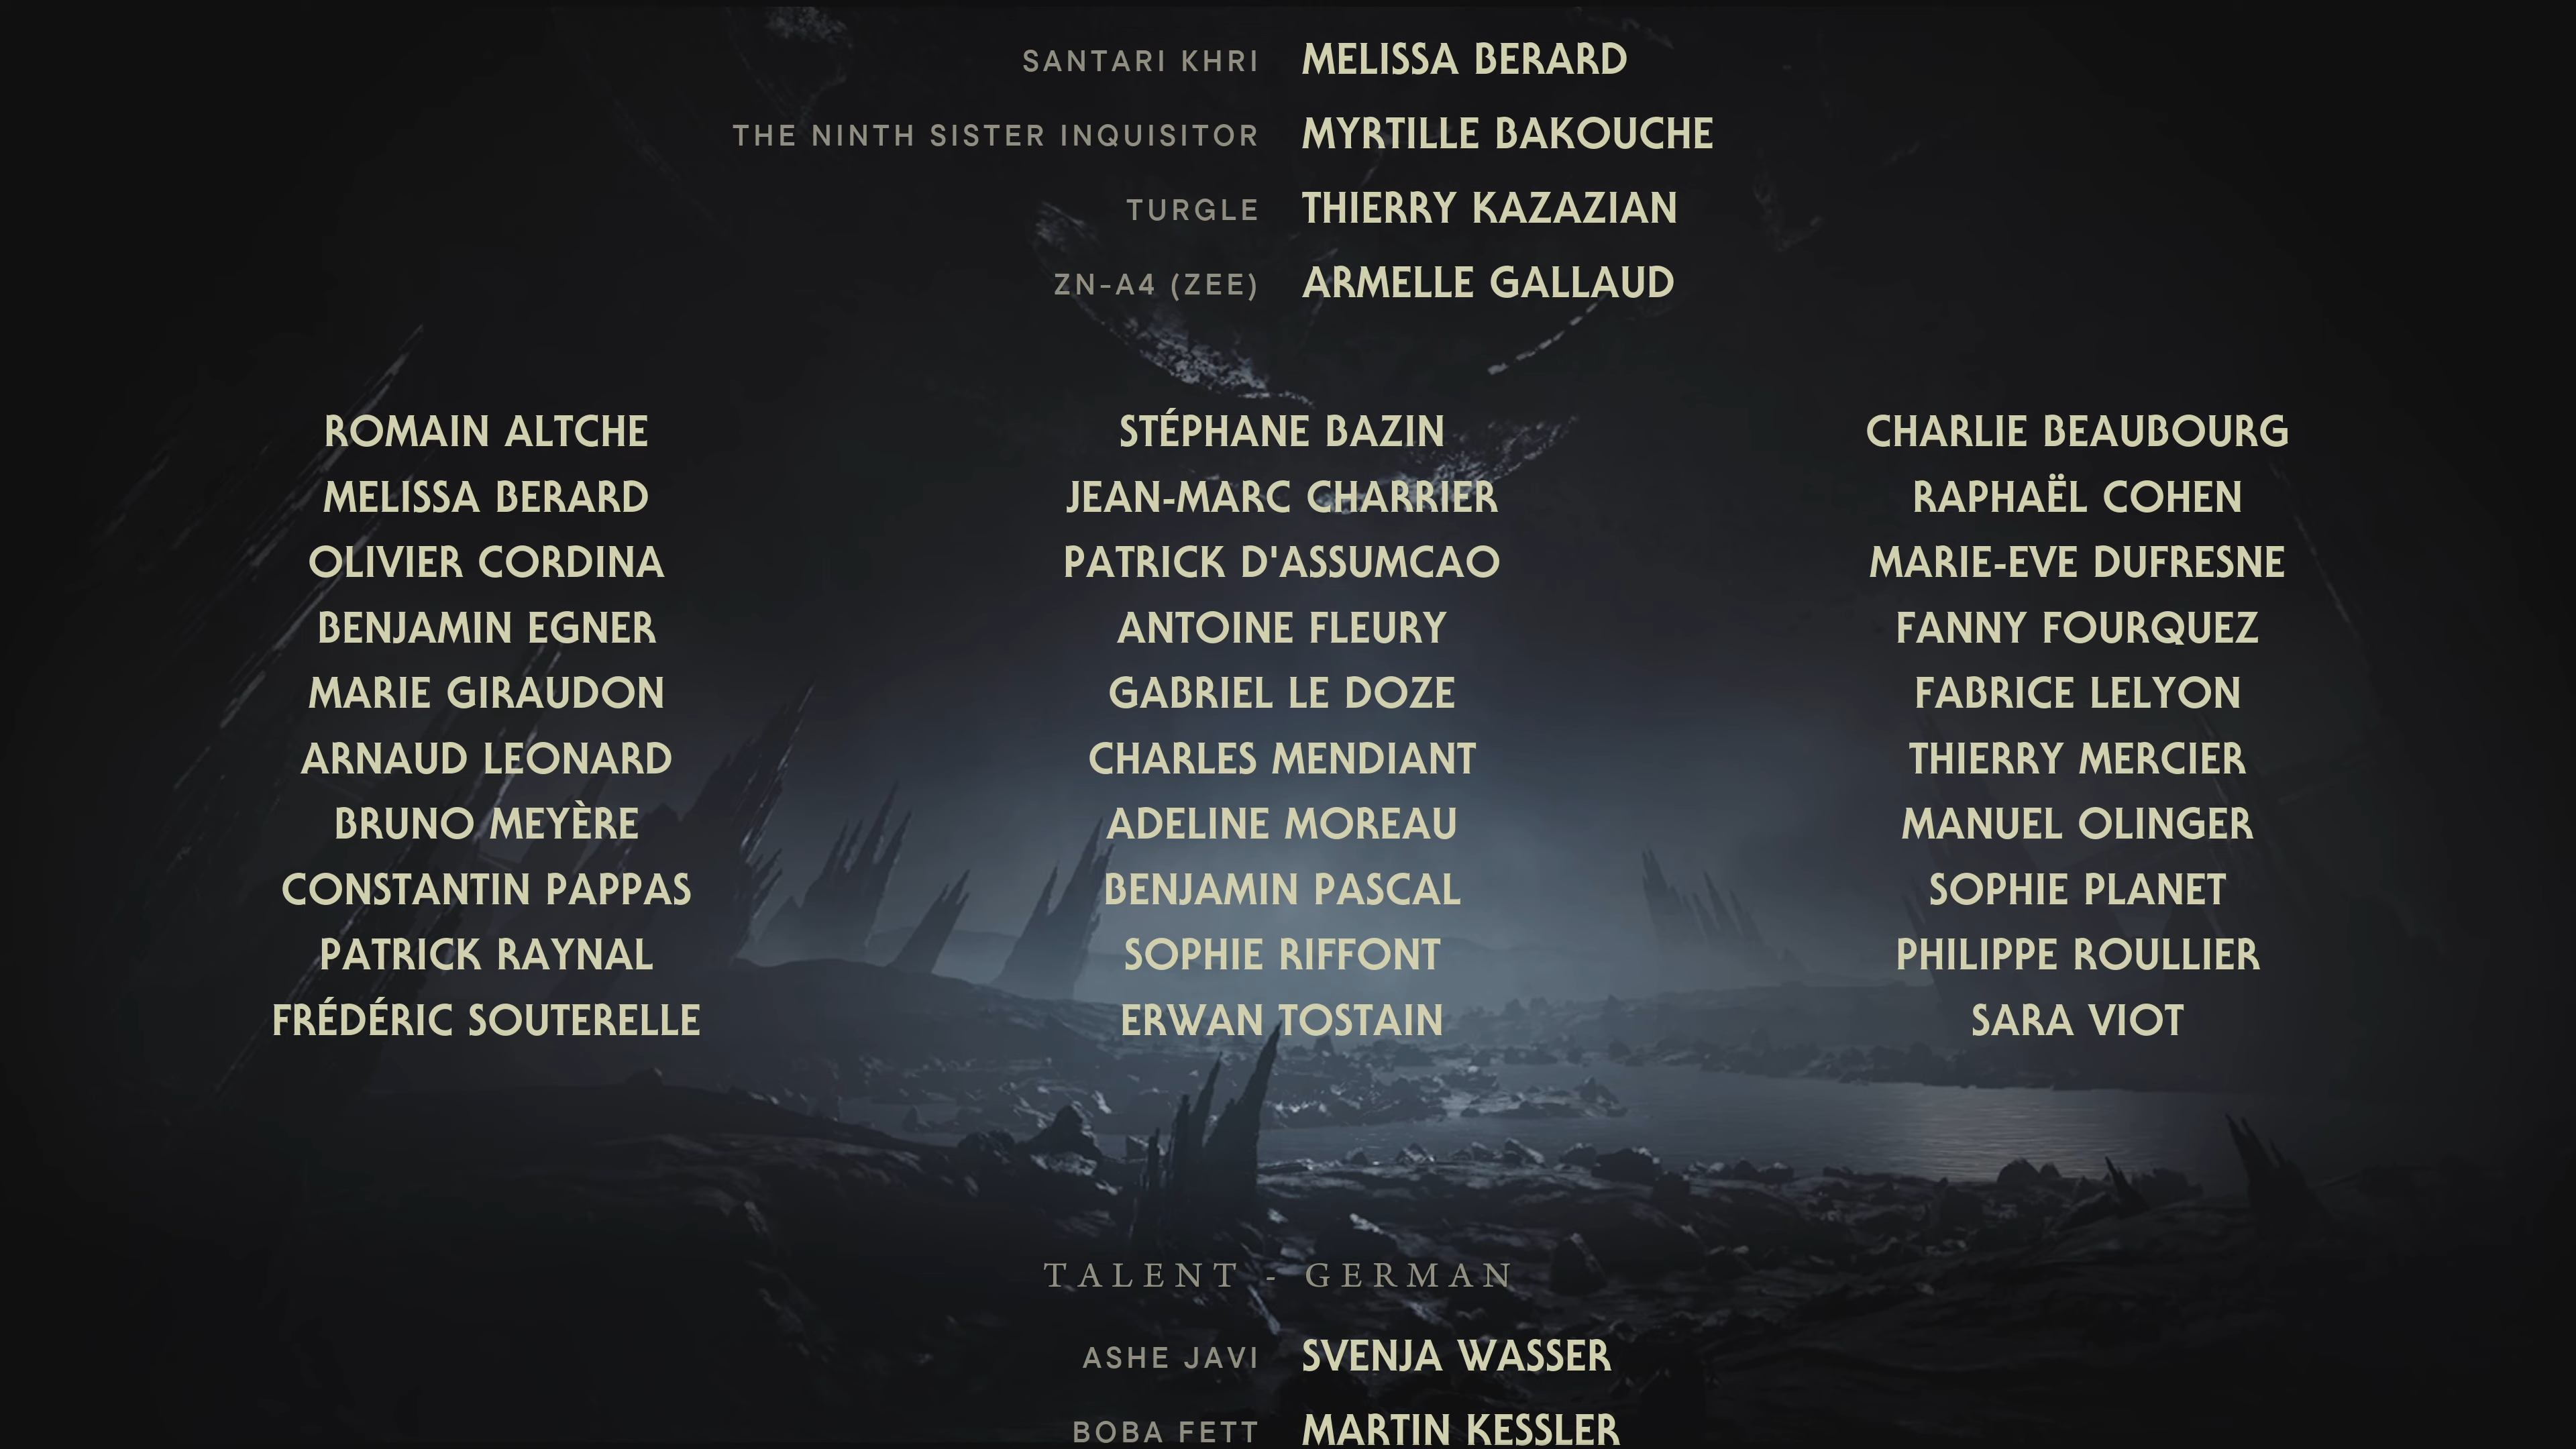 SANTARI KHRI MELISSA BERARD
THE NINTH SISTER INQUISITOR MYRTILLE BAKOUCHE
TURGLE THIERRY KAZAZIAN
ZN-A4 (ZEE) ARMELLE GALLAUD
ROMAIN ALTCHE STÉPHANE BAZIN CHARLIE BEAUBOURG
MELISSA BERARD JEAN-MARC CHARRIER RAPHAËL COHEN
OLIVIER CORDINA PATRICK D'ASSUMCAO MARIE-EVE DUFRESNE
BENJAMIN EGNER ANTOINE FLEURY FANNY FOURQUEZ
MARIE GIRAUDON GABRIEL LE DOZE FABRICE LELYON
ARNAUD LEONARD CHARLES MENDIANT THIERRY MERCIER
BRUNO MEYÈRE ADELINE MOREAU MANUEL OLINGER
CONSTANTIN PAPPAS BENJAMIN PASCAL SOPHIE PLANET
PATRICK RAYNAL SOPHIE RIFFONT PHILIPPE ROULLIER
FRÉDÉRIC SOUTERELLE ERWAN TOSTAIN SARA VIOT
TALENT - GERMAN
ASHE JAVI SVENJA WASSER
BOBA FETT MARTIN KESSLER